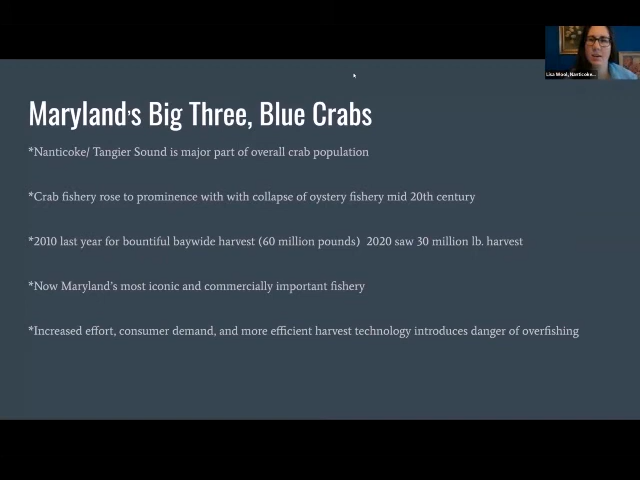 Lisa Wool, Nanticoke...
Maryland's Big Three, Blue Crabs
*Nanticoke/ Tangier Sound is major part of overall crab population
*Crab fishery rose to prominence with with collapse of oystery fishery mid 20th century
*2010 last year for bountiful baywide harvest (60 million pounds)  2020 saw 30 million lb. harvest
*Now Maryland's most iconic and commercially important fishery
*Increased effort, consumer demand, and more efficient harvest technology introduces danger of overfishing